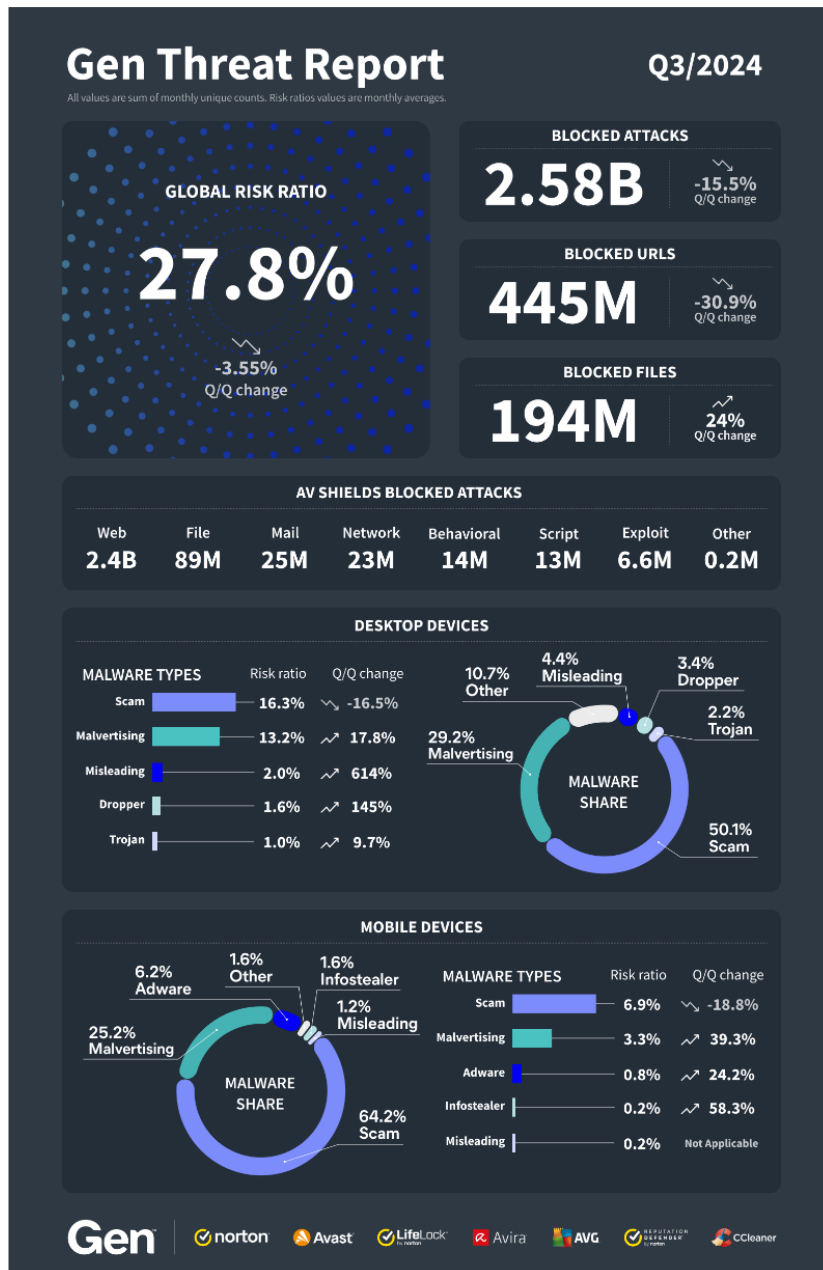 Gen Threat Report
Q3/2024
All values are sum of monthly unique counts. Risk ratios values are monthly averages.
GLOBAL RISK RATIO
27.8%
-3.55%
Q/Q change
BLOCKED ATTACKS
2.58B
-15.5%
Q/Q change
BLOCKED URLS
445M
-30.9%
Q/Q change
BLOCKED FILES
194M
24%
Q/Q change
AV SHIELDS BLOCKED ATTACKS
Web File Mail Network Behavioral Script Exploit Other
2.4B 89M 25M 23M 14M 13M 6.6M 0.2M
DESKTOP DEVICES
MALWARE TYPES Risk ratio Q/Q change
Scam 16.3% -16.5%
Malvertising 13.2% 17.8%
Misleading 2.0% 614%
Dropper 1.6% 145%
Trojan 1.0% 9.7%
10.7%
Other
4.4%
Misleading
3.4%
Dropper
2.2%
Trojan
29.2%
Malvertising
MALWARE
SHARE
50.1%
Scam
MOBILE DEVICES
6.2%
Adware
1.6%
Other
1.6%
Infostealer
1.2%
Misleading
25.2%
Malvertising
MALWARE
SHARE
64.2%
Scam
MALWARE TYPES Risk ratio Q/Q change
Scam 6.9% -18.8%
Malvertising 3.3% 39.3%
Adware 0.8% 24.2%
Infostealer 0.2% 58.3%
Misleading 0.2% Not Applicable
Gen
norton
Avast
LifeLock
by norton
Avira
AVG
REPUTATION
DEFENDER
by norton
CCleaner